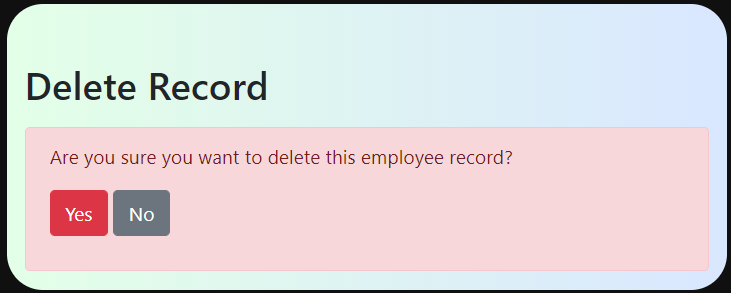 Delete Record
Are you sure you want to delete this employee record?
Yes No